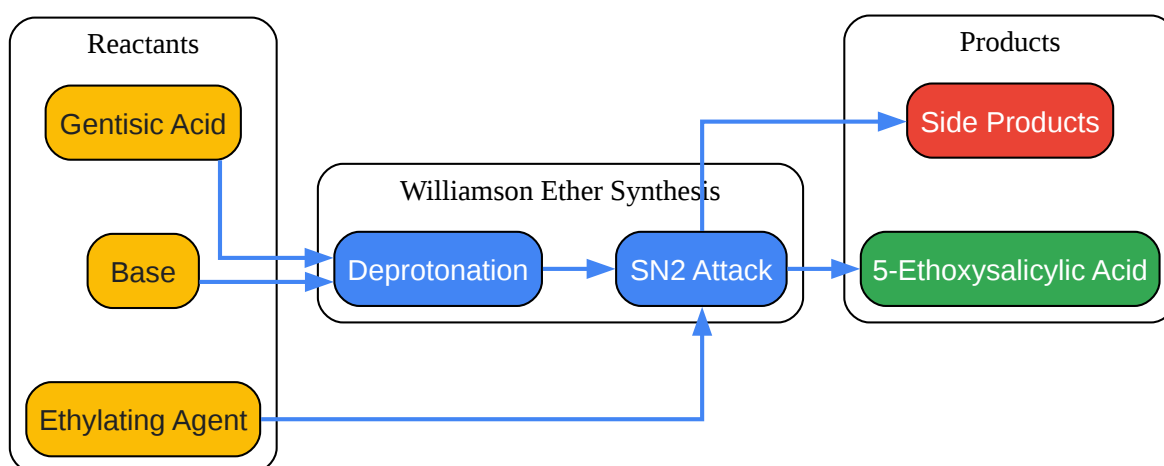 Reactants
Gentisic Acid
Base
Ethylating Agent
Williamson Ether Synthesis
Deprotonation
SN2 Attack
Products
Side Products
5-Ethoxysalicylic Acid